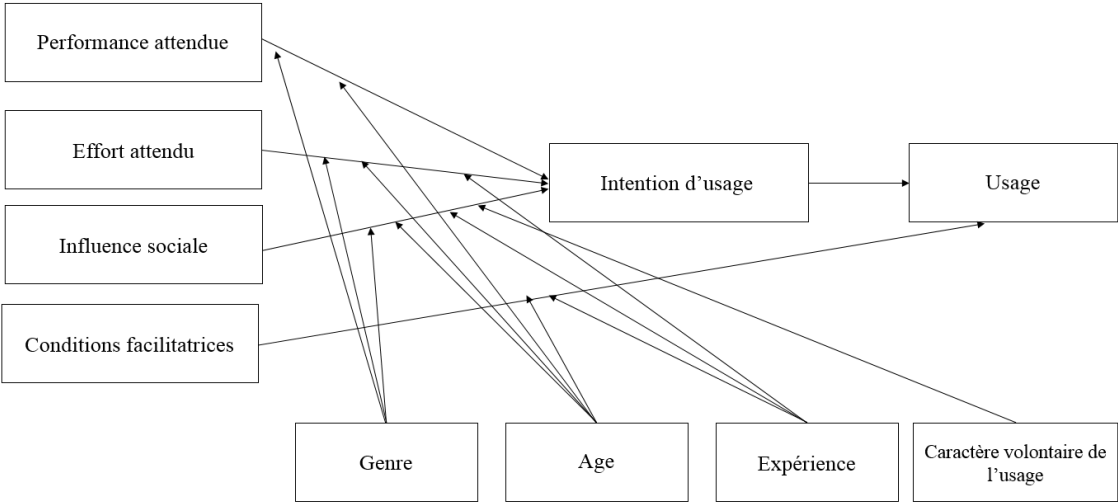 Performance attendue
Effort attendu
Influence sociale
Conditions facilitatrices
Intention d’usage
Usage
Genre
Age
Expérience
Caractère volontaire de
l’usage